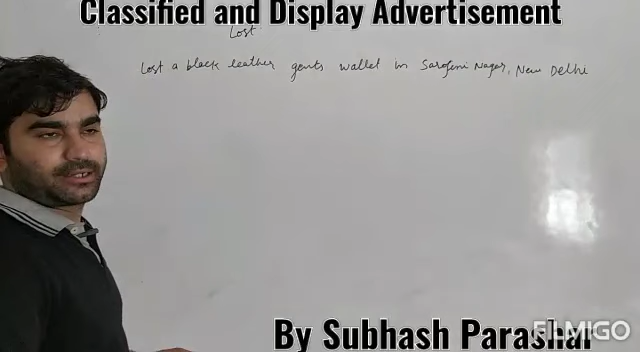 Classified and Display Advertisement
Lost
Lost a black leather gents wallet in Sarojini Nagar, New Delhi
By Subhash Parashar
FILMIGO